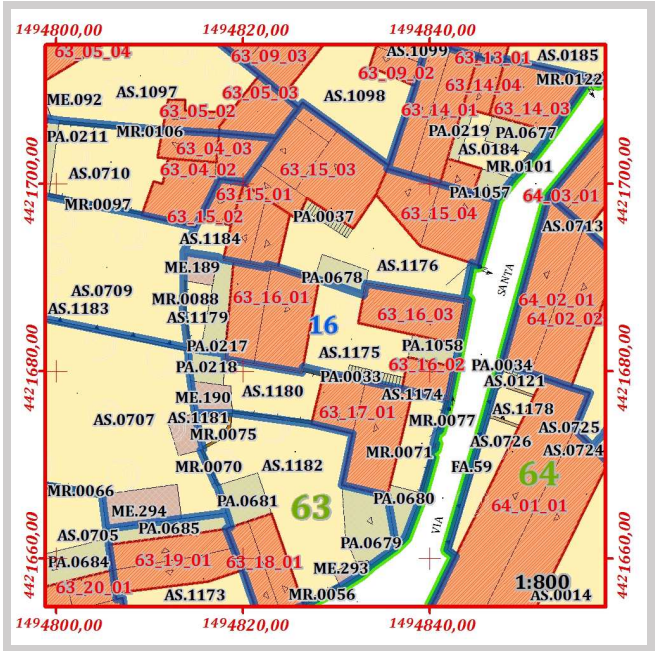 1494800,00 1494820,00 1494840,00
63_05_04 63_09_03 AS.1099 63_13_01 AS.0185
63_09_02 MR.0122
ME.092 AS.1097 63_05_03 AS.1098 63_14_04
63_05_02 63_14_01 63_14_03
PA.0211 MR.0106 PA.0219 PA.0677
63_04_03 AS.0184
AS.0710 63_04_02 63_15_03 MR.0101
4421700,00 4421700,00
63_15_01 PA.1057 64_03_01
MR.0097 63_15_02 PA.0037 63_15_04
AS.0713
AS.1184
ME.189 PA.0678 AS.1176 SANTA
AS.0709 MR.0088 63_16_01 64_02_01
AS.1183 AS.1179 16 63_16_03 64_02_02
PA.0217 AS.1175 PA.1058
PA.0218 63_16_02 PA.0034
4421680,00 4421680,00
PA.0033 AS.0121
ME.190 AS.1180 AS.1174
AS.0707 AS.1181 63_17_01 MR.0077 AS.1178
MR.0075 AS.0726 AS.0725
MR.0071 AS.0724
MR.0070 AS.1182 FA.59 64
MR.0066 PA.0681 PA.0680
ME.294 63 64_01_01
AS.0705 PA.0685 VIA
PA.0679
4421660,00 4421660,00
PA.0684 63_19_01 63_18_01 ME.293
63_20_01 1:800
AS.1173 MR.0056 AS.0014
1494800,00 1494820,00 1494840,00